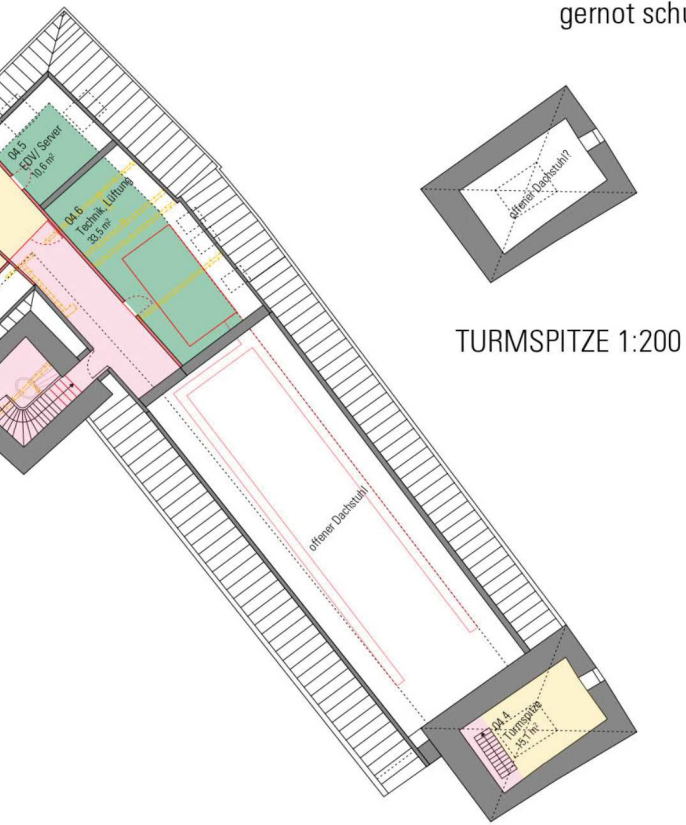 gernot schu
04.5
EDV/ Server
10,6 m²
04.6
Technik, Lüftung
33,5 m²
offener Dachstuhl?
TURMSPITZE 1:200
offener Dachstuhl
04.4
Turmspitze
15,1 m²